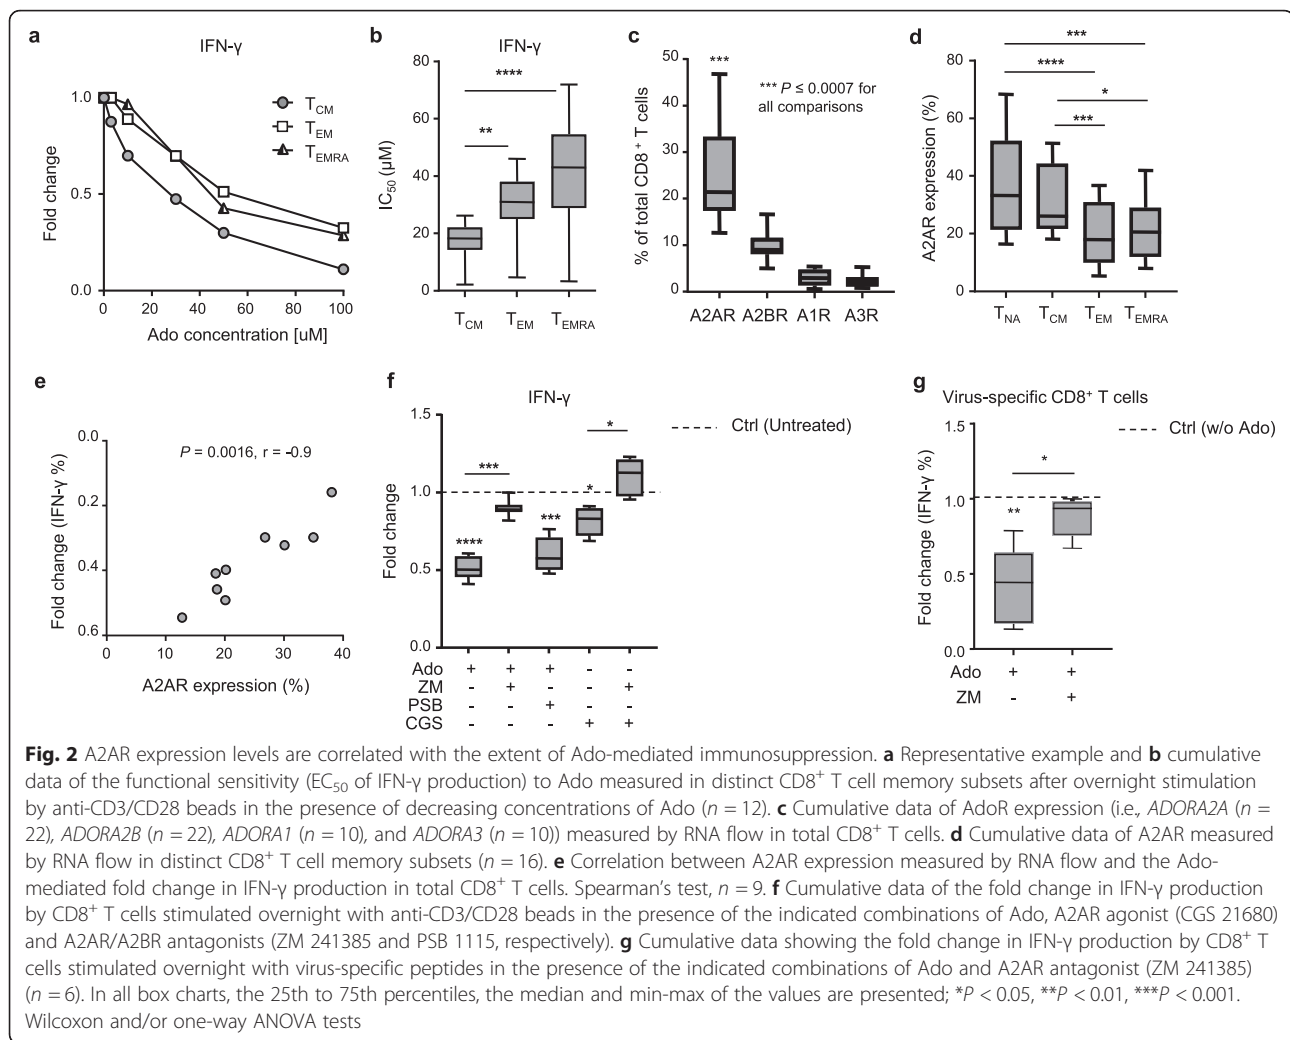 a
IFN-γ
Fold change
1.0
0.5
0.0
0 20 40 60 80 100
Ado concentration [uM]
TCM
TEM
TEMRA
b
IFN-γ
IC50 (µM)
80
60
40
20
0
****
**
TCM TEM TEMRA
c
% of total CD8+ T cells
50
40
30
20
10
0
***
*** P ≤ 0.0007 for
all comparisons
A2AR A2BR A1R A3R
d
A2AR expression (%)
80
60
40
20
0
***
****
*
***
TNA TCM TEM TEMRA
e
Fold change (IFN-γ %)
0.0
0.2
0.4
0.6
P = 0.0016, r = -0.9
0 10 20 30 40
A2AR expression (%)
f
IFN-γ
Fold change
1.5
1.0
0.5
0.0
Ctrl (Untreated)
****
***
***
*
*
Ado + + + - -
ZM - + - - +
PSB - - + - -
CGS - - - + +
g
Virus-specific CD8+ T cells
Fold change (IFN-γ %)
1.5
1.0
0.5
0.0
Ctrl (w/o Ado)
*
**
Ado + +
ZM - +
Fig. 2 A2AR expression levels are correlated with the extent of Ado-mediated immunosuppression. a Representative example and b cumulative
data of the functional sensitivity (EC50 of IFN-γ production) to Ado measured in distinct CD8+ T cell memory subsets after overnight stimulation
by anti-CD3/CD28 beads in the presence of decreasing concentrations of Ado (n = 12). c Cumulative data of AdoR expression (i.e., ADORA2A (n =
22), ADORA2B (n = 22), ADORA1 (n = 10), and ADORA3 (n = 10)) measured by RNA flow in total CD8+ T cells. d Cumulative data of A2AR measured
by RNA flow in distinct CD8+ T cell memory subsets (n = 16). e Correlation between A2AR expression measured by RNA flow and the Ado-
mediated fold change in IFN-γ production in total CD8+ T cells. Spearman's test, n = 9. f Cumulative data of the fold change in IFN-γ production
by CD8+ T cells stimulated overnight with anti-CD3/CD28 beads in the presence of the indicated combinations of Ado, A2AR agonist (CGS 21680)
and A2AR/A2BR antagonists (ZM 241385 and PSB 1115, respectively). g Cumulative data showing the fold change in IFN-γ production by CD8+ T
cells stimulated overnight with virus-specific peptides in the presence of the indicated combinations of Ado and A2AR antagonist (ZM 241385)
(n = 6). In all box charts, the 25th to 75th percentiles, the median and min-max of the values are presented; *P < 0.05, **P < 0.01, ***P < 0.001.
Wilcoxon and/or one-way ANOVA tests